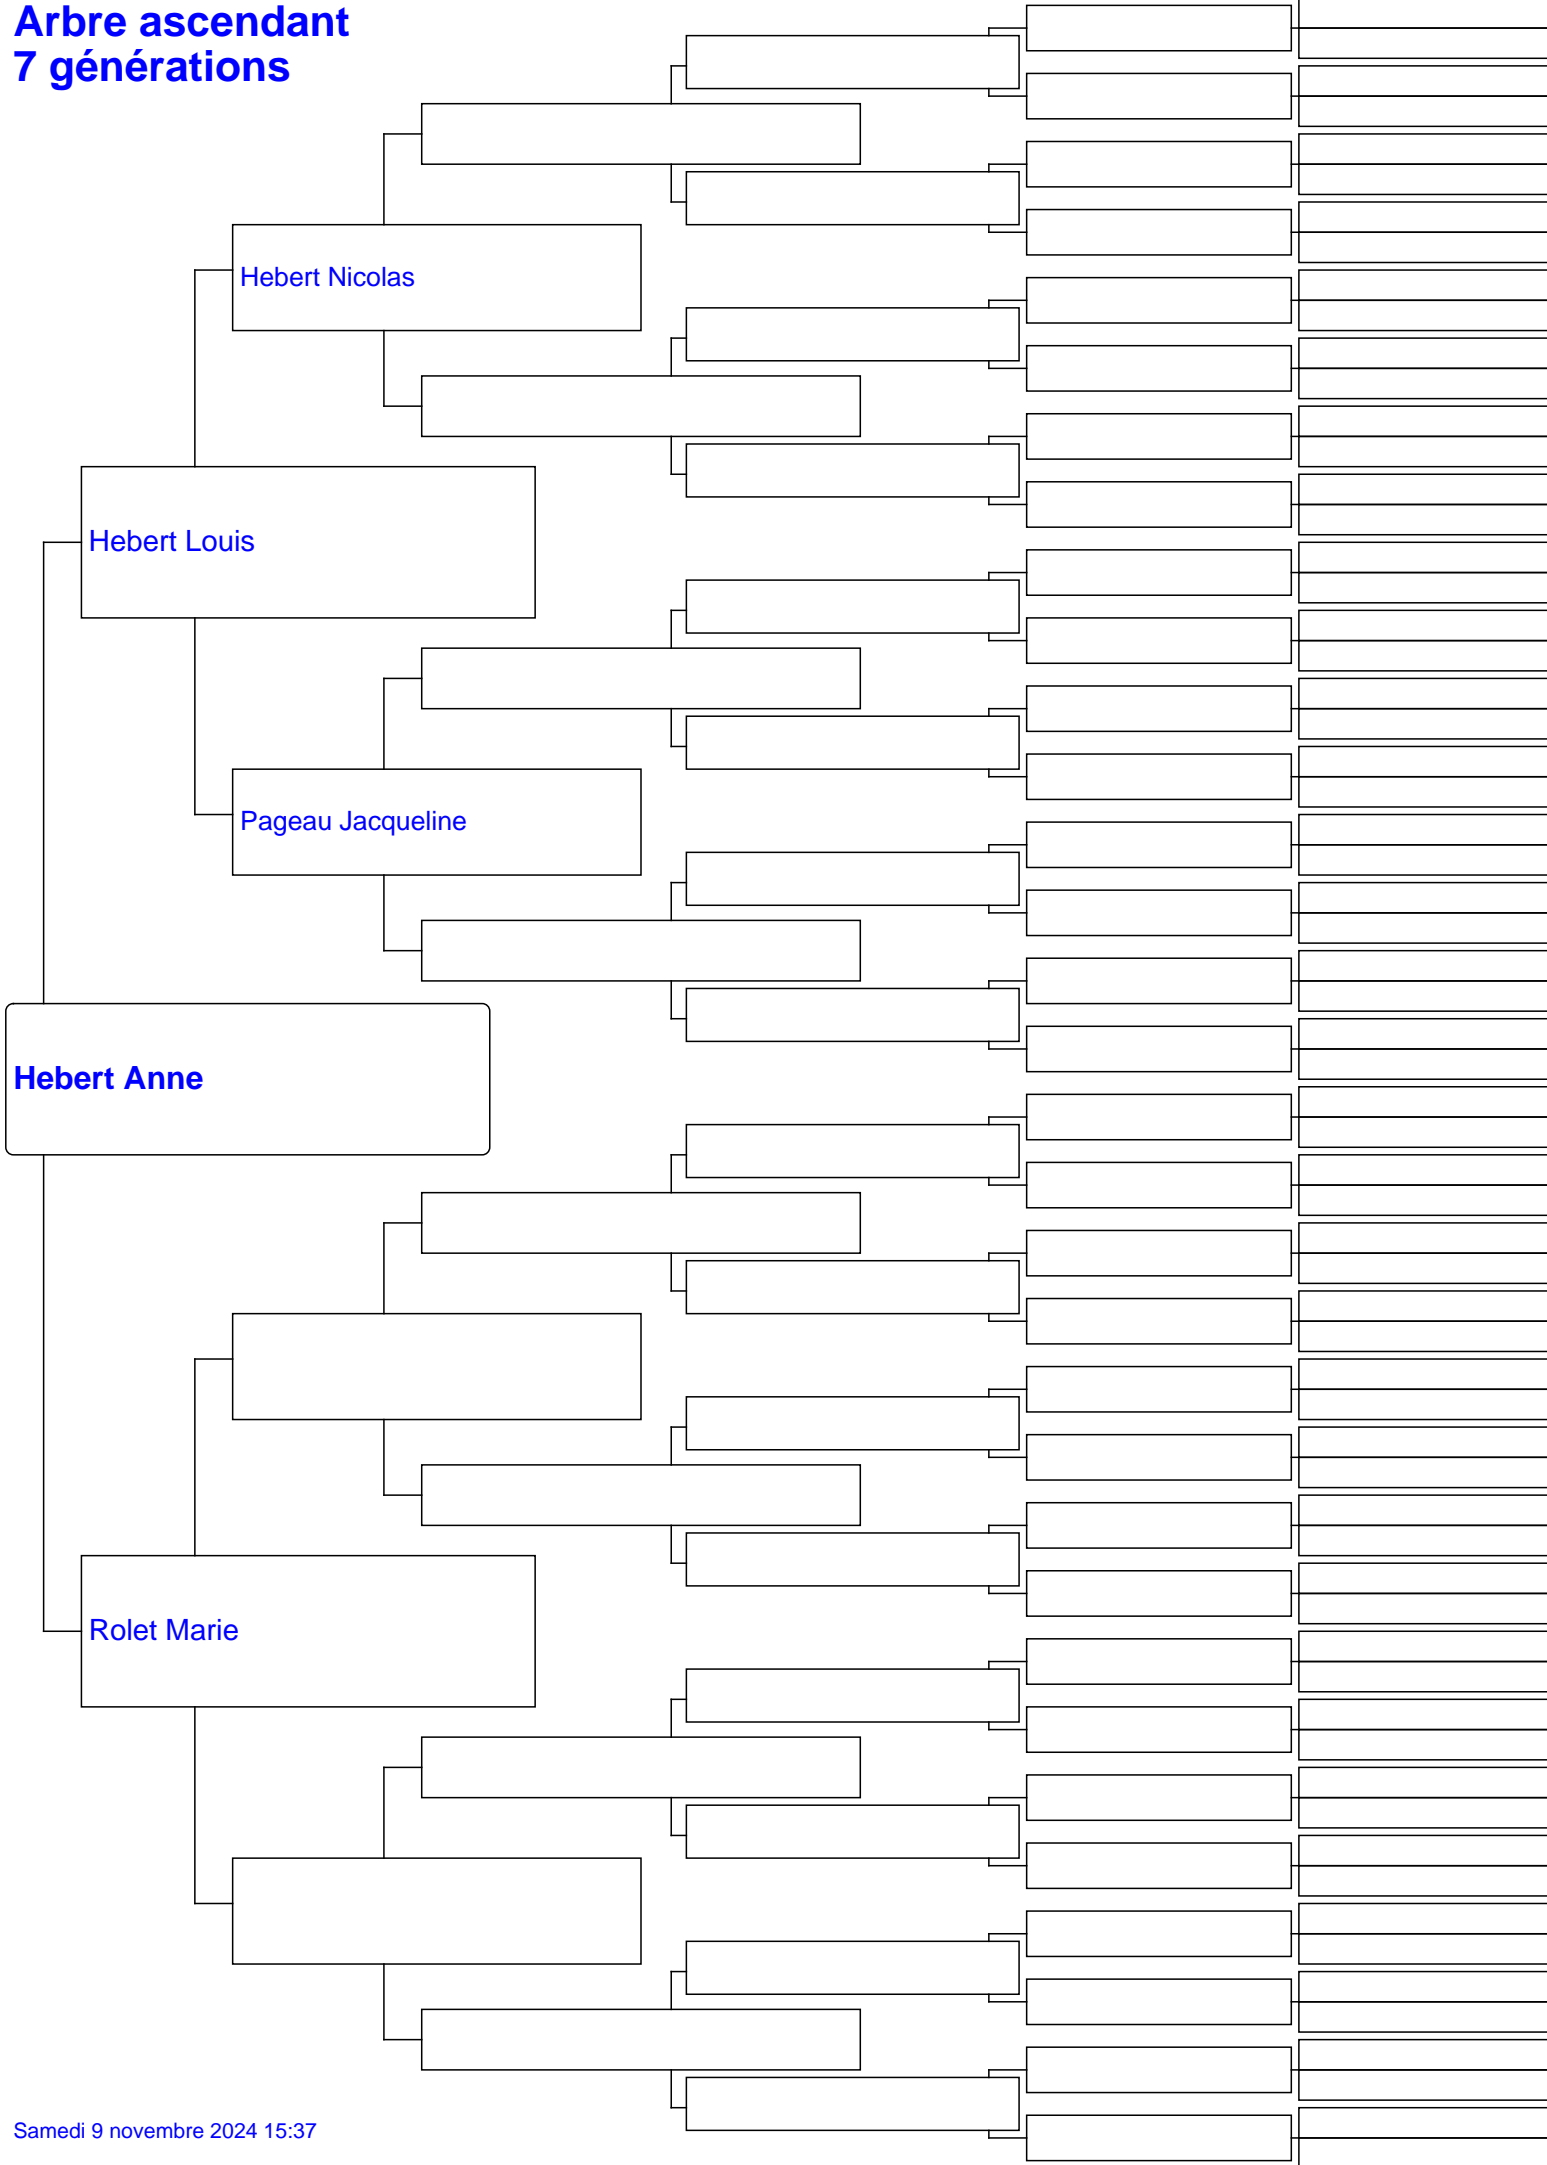 Arbre ascendant
7 générations
Hebert Nicolas
Hebert Louis
Pageau Jacqueline
Hebert Anne
Rolet Marie
Samedi 9 novembre 2024 15:37